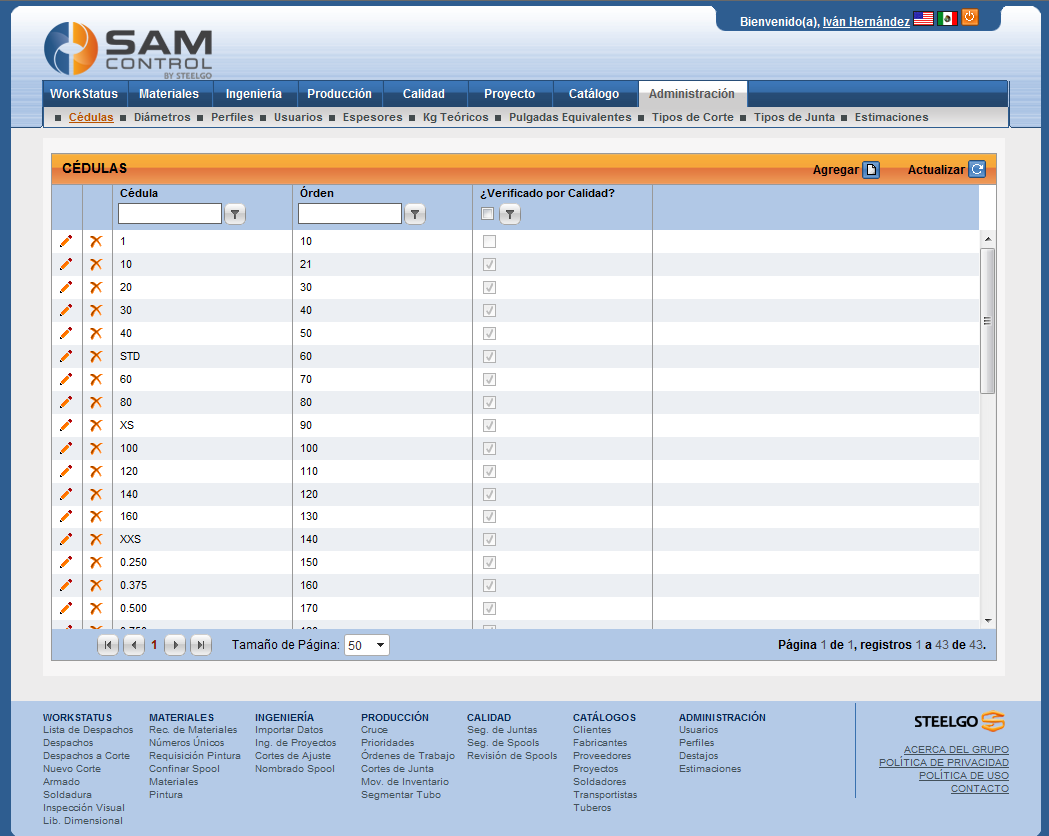 Bienvenido(a), Iván Hernández
SAM
CONTROL
BY STEELGO
WorkStatus Materiales Ingeniería Producción Calidad Proyecto Catálogo Administración
Cédulas Diámetros Perfiles Usuarios Espesores Kg Teóricos Pulgadas Equivalentes Tipos de Corte Tipos de Junta Estimaciones
CÉDULAS Agregar Actualizar
Cédula Órden ¿Verificado por Calidad?
1 10
10 21
20 30
30 40
40 50
STD 60
60 70
80 80
XS 90
100 100
120 110
140 120
160 130
XXS 140
0.250 150
0.375 160
0.500 170
1 Tamaño de Página: 50 Página 1 de 1, registros 1 a 43 de 43.
WORKSTATUS MATERIALES INGENIERÍA PRODUCCIÓN CALIDAD CATÁLOGOS ADMINISTRACIÓN
Lista de Despachos Rec. de Materiales Importar Datos Cruce Seg. de Juntas Clientes Usuarios
Despachos Números Únicos Ing. de Proyectos Prioridades Seg. de Spools Fabricantes Perfiles
Despachos a Corte Requisición Pintura Cortes de Ajuste Órdenes de Trabajo Revisión de Spools Proveedores Destajos
Nuevo Corte Confinar Spool Nombrado Spool Cortes de Junta Proyectos Estimaciones
Armado Materiales Mov. de Inventario Soldadores
Soldadura Pintura Segmentar Tubo Transportistas
Inspección Visual Tuberos
Lib. Dimensional
STEELGO
ACERCA DEL GRUPO
POLÍTICA DE PRIVACIDAD
POLÍTICA DE USO
CONTACTO